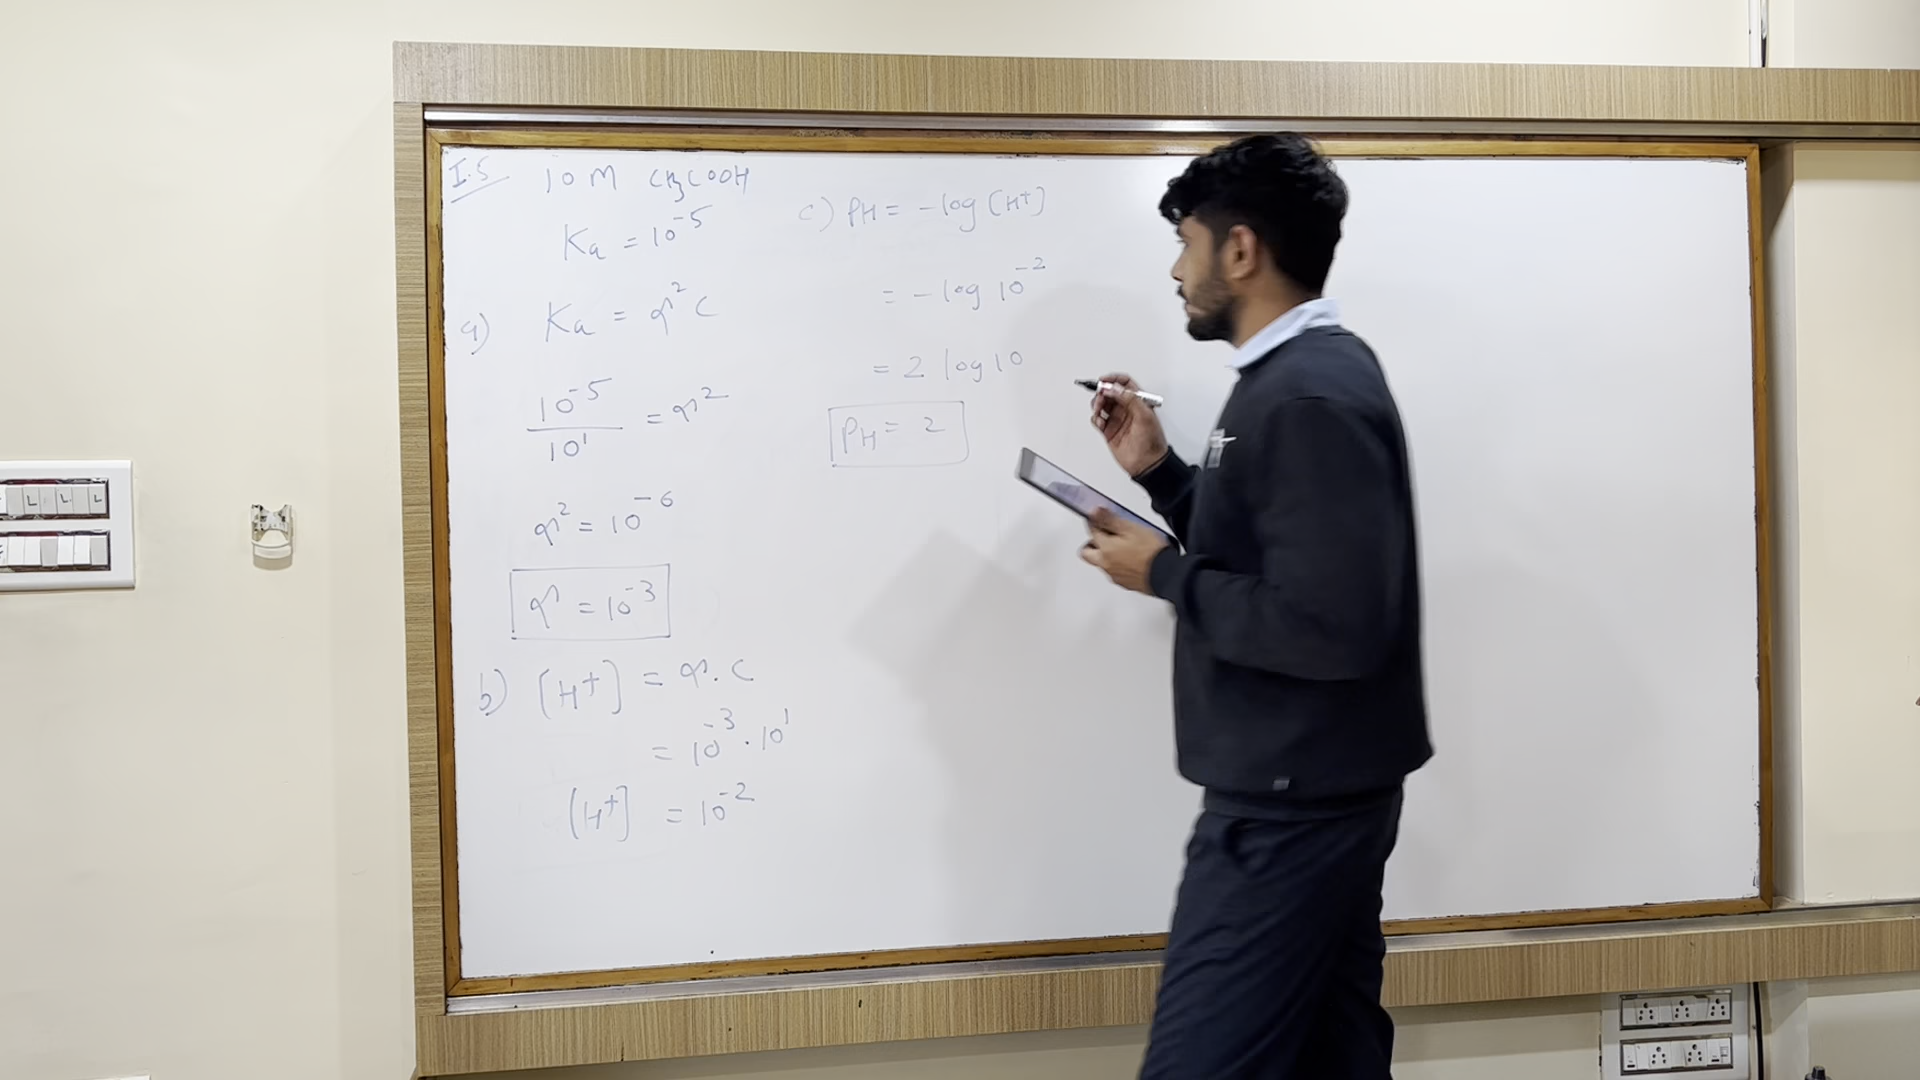 I.5 10 M CH3COOH
Ka = 10^-5
a) Ka = α^2 C
10^-5 / 10^1 = α^2
α^2 = 10^-6
α = 10^-3
b) [H+] = α. C
= 10^-3 . 10^1
[H+] = 10^-2
c) PH = -log [H+]
= -log 10^-2
= 2 log 10
PH = 2